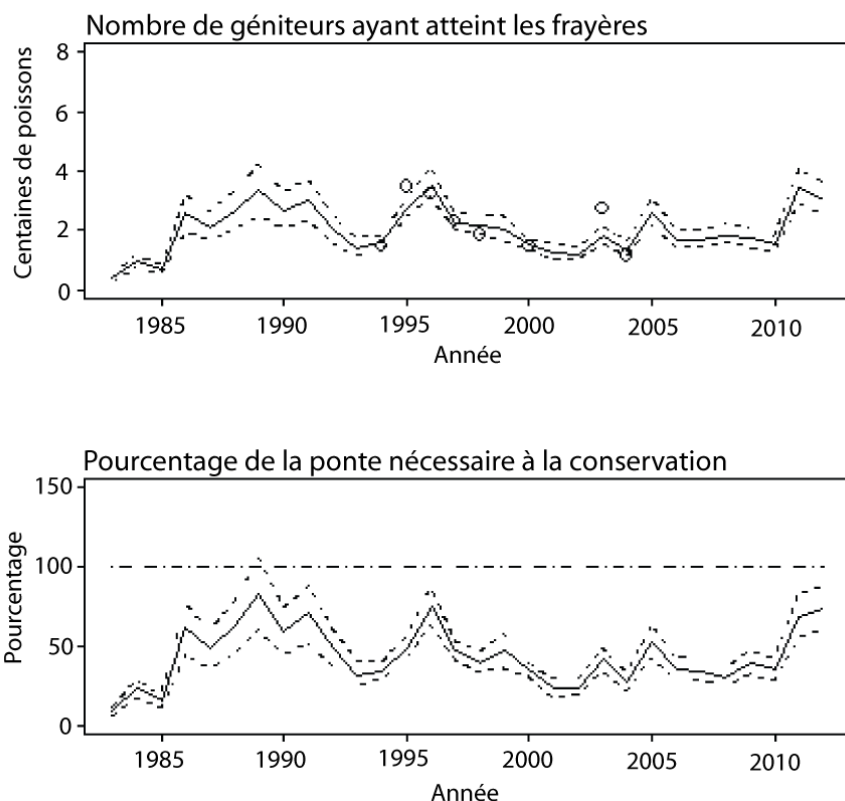 Nombre de géniteurs ayant atteint les frayères
Centaines de poissons
8
6
4
2
0
1985 1990 1995 2000 2005 2010
Année
Pourcentage de la ponte nécessaire à la conservation
Pourcentage
150
100
50
0
1985 1990 1995 2000 2005 2010
Année